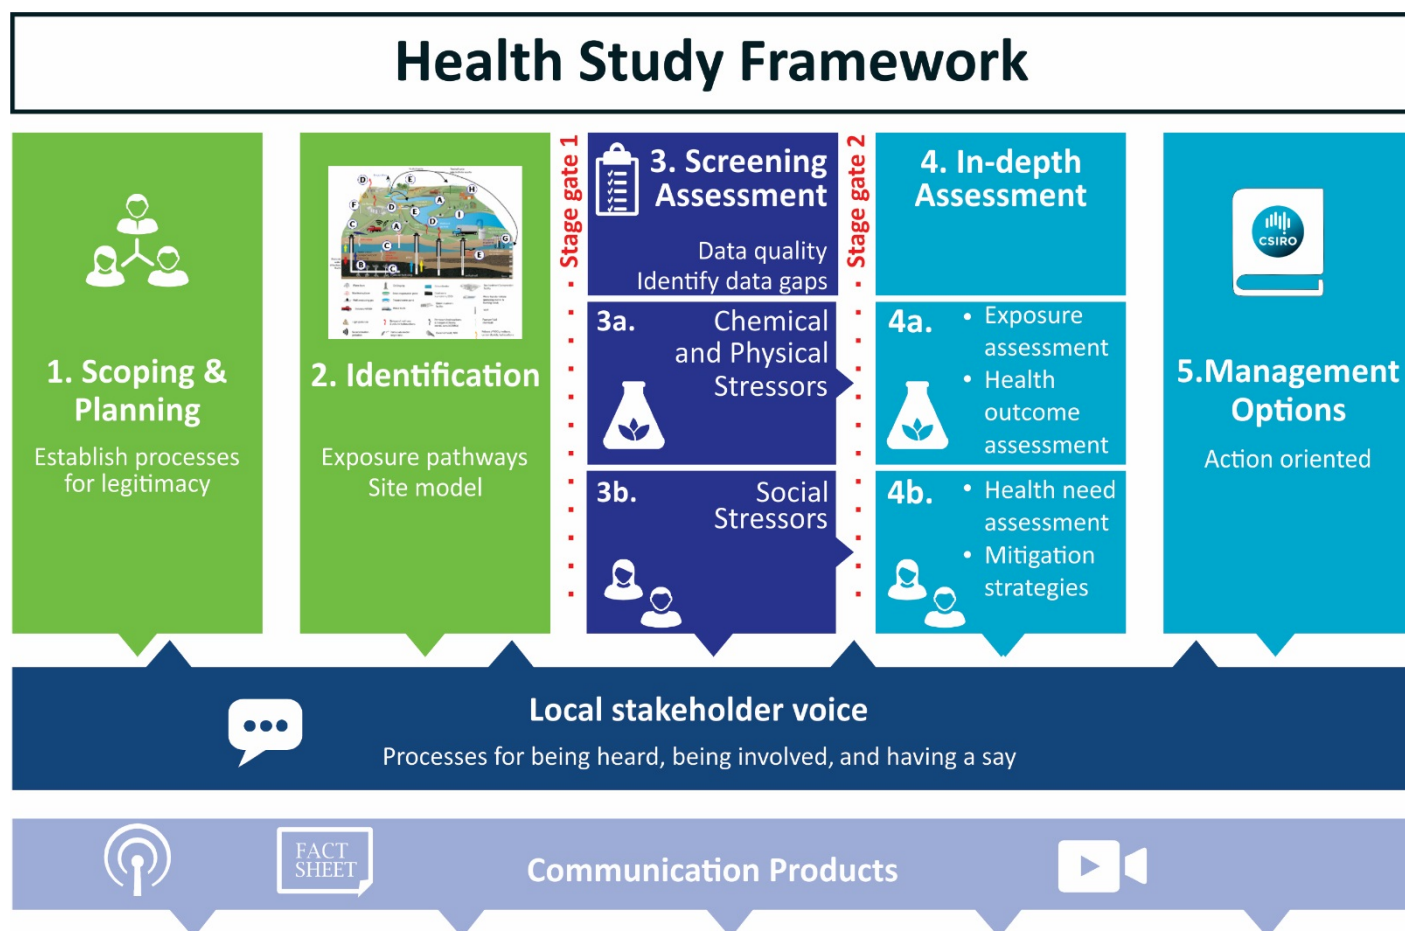 Health Study Framework
1. Scoping &
Planning
Establish processes
for legitimacy
2. Identification
Exposure pathways
Site model
Stage gate 1
3. Screening
Assessment
Data quality
Identify data gaps
3a.
Chemical
and Physical
Stressors
3b.
Social
Stressors
Stage gate 2
4. In-depth
Assessment
4a.
• Exposure
assessment
• Health
outcome
assessment
4b.
• Health need
assessment
• Mitigation
strategies
CSIRO
5.Management
Options
Action oriented
Local stakeholder voice
Processes for being heard, being involved, and having a say
FACT
SHEET
Communication Products